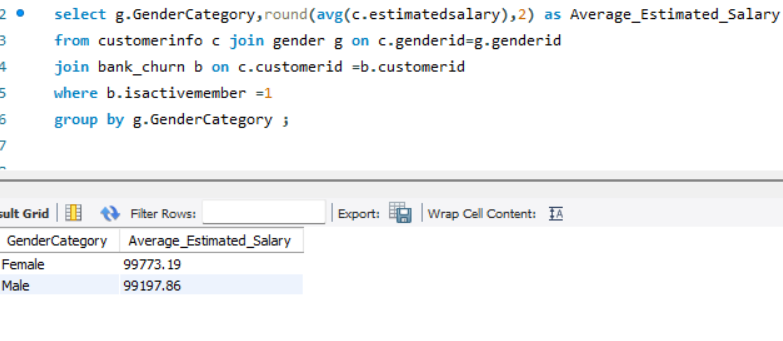 2 select g.GenderCategory,round(avg(c.estimatedsalary),2) as Average_Estimated_Salary
3 from customerinfo c join gender g on c.genderid=g.genderid
4 join bank_churn b on c.customerid =b.customerid
5 where b.isactivemember =1
6 group by g.GenderCategory ;
7
sult Grid Filter Rows: Export: Wrap Cell Content: IA
GenderCategory Average_Estimated_Salary
Female 99773.19
Male 99197.86